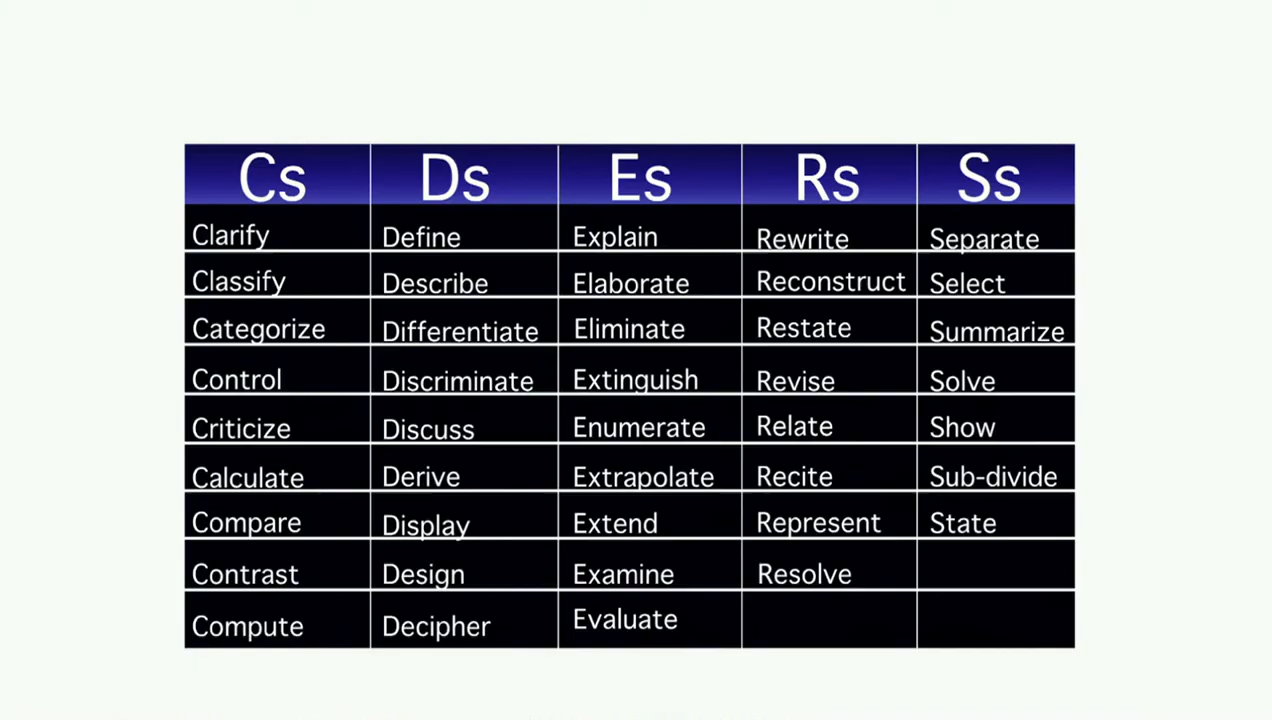 Cs Ds Es Rs Ss
Clarify Define Explain Rewrite Separate
Classify Describe Elaborate Reconstruct Select
Categorize Differentiate Eliminate Restate Summarize
Control Discriminate Extinguish Revise Solve
Criticize Discuss Enumerate Relate Show
Calculate Derive Extrapolate Recite Sub-divide
Compare Display Extend Represent State
Contrast Design Examine Resolve
Compute Decipher Evaluate